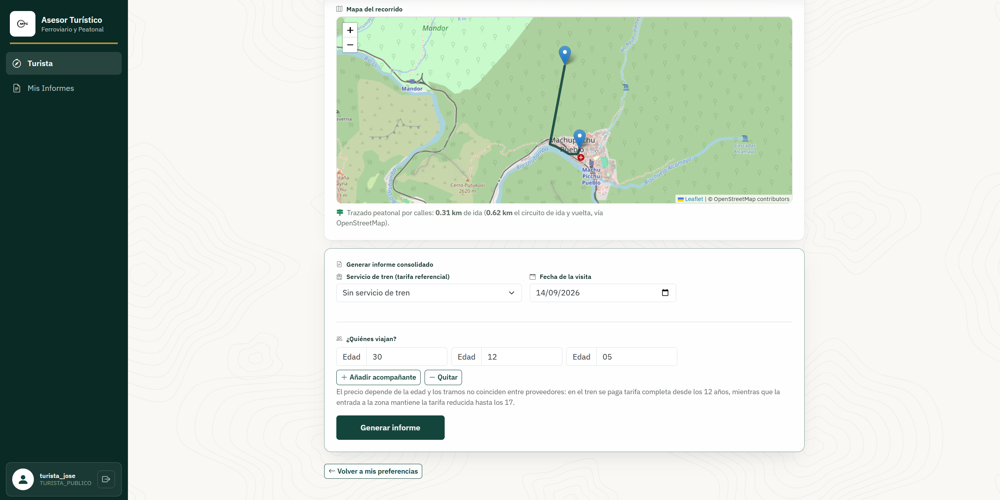 MTC
Asesor Turístico
Ferroviario y Peatonal
Turista
Mis Informes
turista_jose
TURISTA_PUBLICO
Mapa del recorrido
+
−
8 m
Mandor
Río Aguascalientes
Río Ur.
Mandor
averna
Machupicchu
Pueblo
Río Urubamba
Cascadas
Alcamayo
Machu
Picchu
Pueblo
Riachuelo Alcamayo
Río Urubamba
Cerro Putukusi
2620 m
ntaña
ayna
cchu
93 m
Leaflet | © OpenStreetMap contributors
Trazado peatonal por calles: 0.31 km de ida (0.62 km el circuito de ida y vuelta, vía
OpenStreetMap).
Generar informe consolidado
Servicio de tren (tarifa referencial)
Fecha de la visita
Sin servicio de tren
14/09/2026
¿Quiénes viajan?
Edad 30
Edad 12
Edad 05
+ Añadir acompañante
− Quitar
El precio depende de la edad y los tramos no coinciden entre proveedores: en el tren se paga tarifa completa desde los 12 años, mientras que la
entrada a la zona mantiene la tarifa reducida hasta los 17.
Generar informe
← Volver a mis preferencias